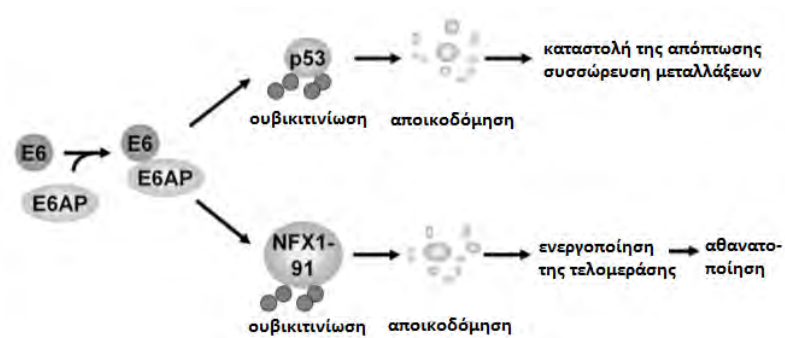 p53
καταστολή της απόπτωσης
συσσώρευση μεταλλάξεων
ουβικιτινίωση
αποικοδόμηση
E6
E6
E6AP
E6AP
NFX1-
91
ενεργοποίηση
της τελομεράσης
αθανατο-
ποίηση
ουβικιτινίωση
αποικοδόμηση